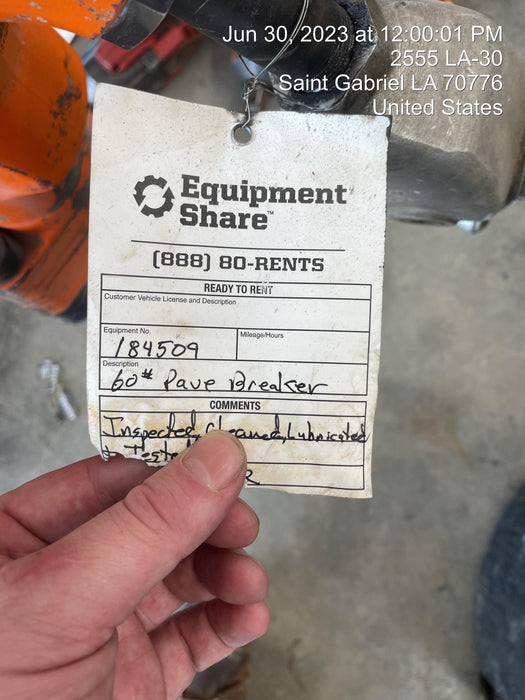 Jun 30, 2023 at 12:00:01 PM
2555 LA-30
Saint Gabriel LA 70776
United States
Equipment
Share™
(888) 80-RENTS
READY TO RENT
Customer Vehicle License and Description
Equipment No.
184509
Mileage/Hours
Description
60# Pave Breaker
COMMENTS
Inspected, Cleaned, Lubricated
+ Tested